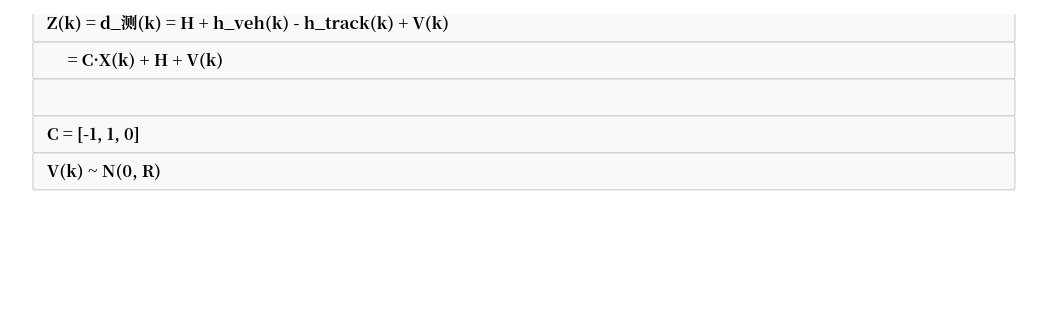 Z(k) = d_测(k) = H + h_veh(k) - h_track(k) + V(k)
= C·X(k) + H + V(k)
C = [-1, 1, 0]
V(k) ~ N(0, R)